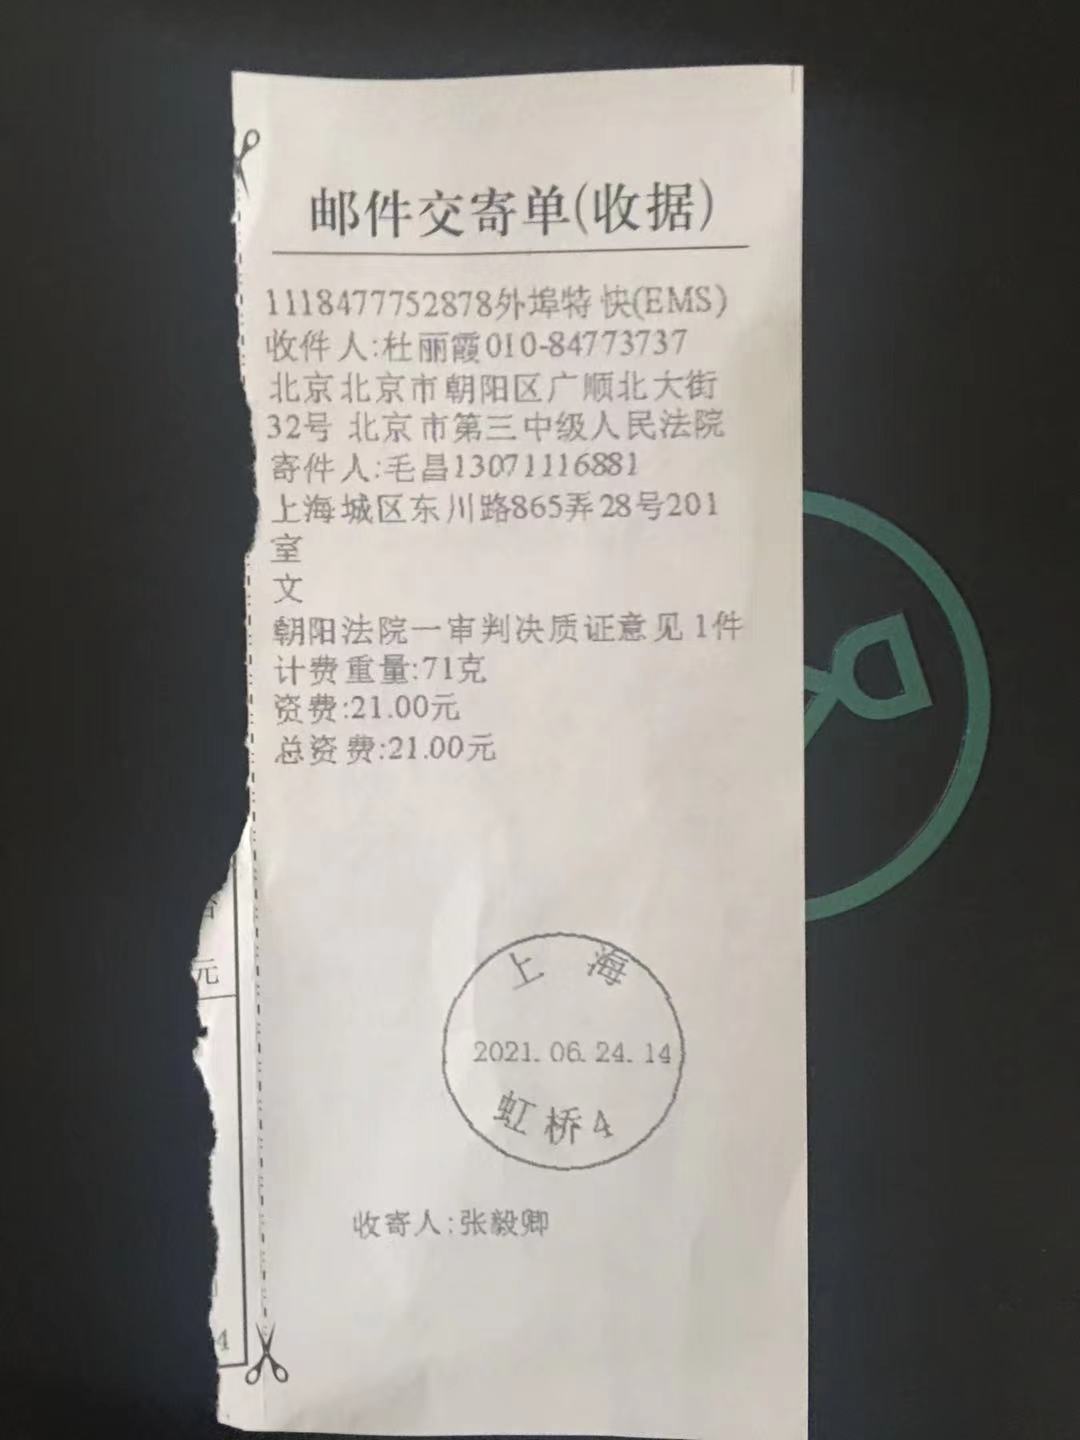 邮件交寄单(收据)
1118477752878外埠特快(EMS)
收件人:杜丽霞010-84773737
北京北京市朝阳区广顺北大街
32号 北京市第三中级人民法院
寄件人:毛昌13071116881
上海城区东川路865弄28号201
室
文
朝阳法院一审判决质证意见1件
计费重量:71克
资费:21.00元
总资费:21.00元
元
上海
2021.06.24.14
虹桥4
收寄人:张毅卿
4